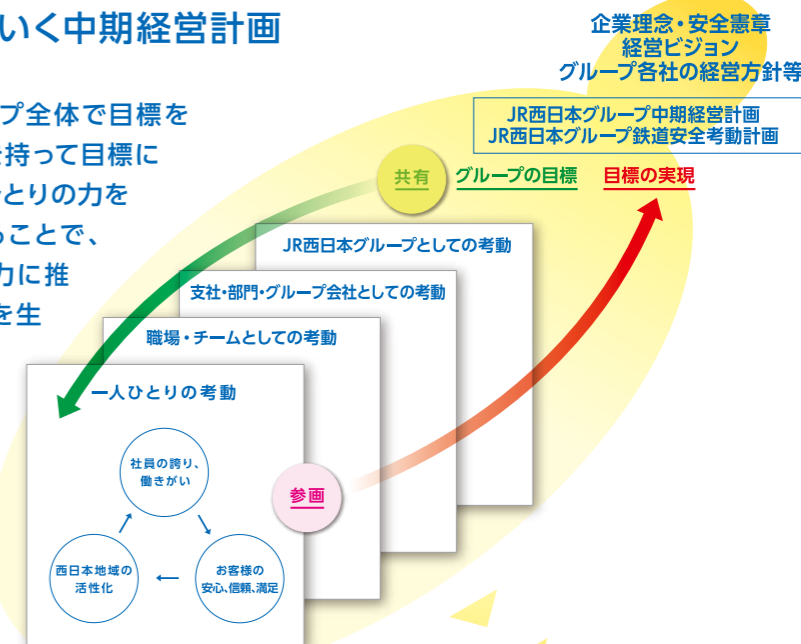 いく中期経営計画
企業理念・安全憲章
経営ビジョン
グループ各社の経営方針等
JR西日本グループ中期経営計画
JR西日本グループ鉄道安全考動計画
プ全体で目標を
持って目標に
とりの力を
ことで、
力に推
を生
共有
グループの目標
目標の実現
JR西日本グループとしての考動
支社・部門・グループ会社としての考動
職場・チームとしての考動
一人ひとりの考動
社員の誇り、
働きがい
参画
西日本地域の
活性化
お客様の
安心、信頼、満足